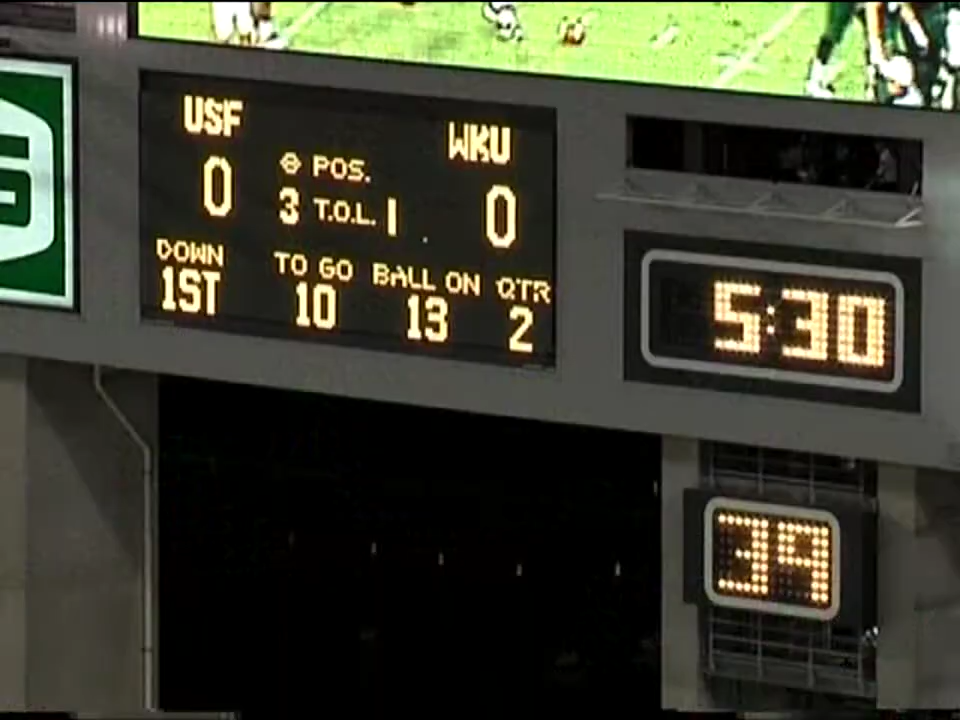 USF WKU
0 POS. 0
3 T.O.L. 1
DOWN TO GO BALL ON QTR
1ST 10 13 2
5:30
39